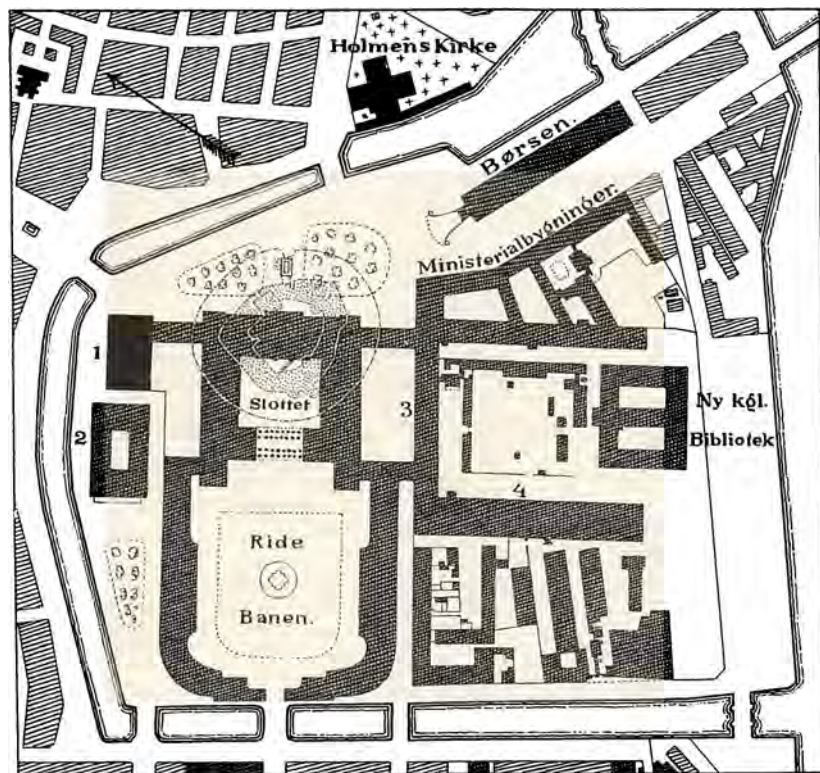 Holmens Kirke
Børsen.
Ministerialbygninger.
1
Slottet
3
Ny kgl.
Bibliotek
2
4
Ride
Banen.